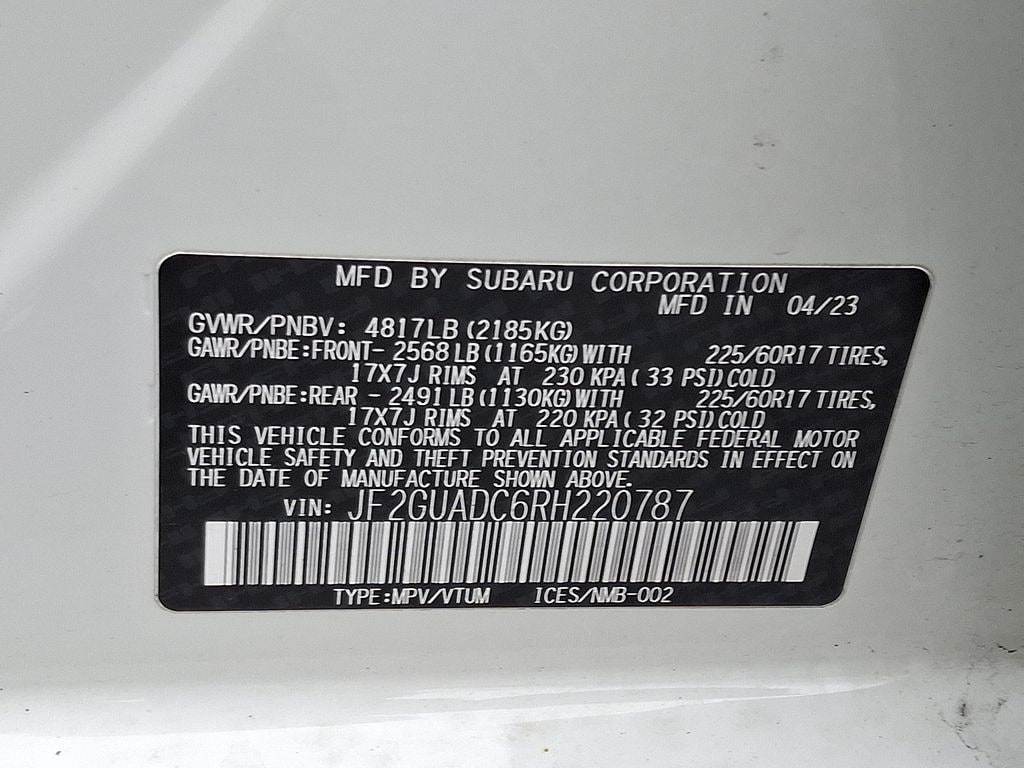 MFD BY SUBARU CORPORATION
MFD IN 04/23
GVWR/PNBV: 4817LB (2185KG)
GAWR/PNBE:FRONT- 2568 LB (1165KG) WITH 225/60R17 TIRES,
17X7J RIMS AT 230 KPA ( 33 PSI) COLD
GAWR/PNBE:REAR - 2491 LB (1130KG) WITH 225/60R17 TIRES,
17X7J RIMS AT 220 KPA ( 32 PSI) COLD
THIS VEHICLE CONFORMS TO ALL APPLICABLE FEDERAL MOTOR
VEHICLE SAFETY AND THEFT PREVENTION STANDARDS IN EFFECT ON
THE DATE OF MANUFACTURE SHOWN ABOVE.
VIN: JF2GUADC6RH220787
TYPE:MPV/VTUM ICES/NMB-002